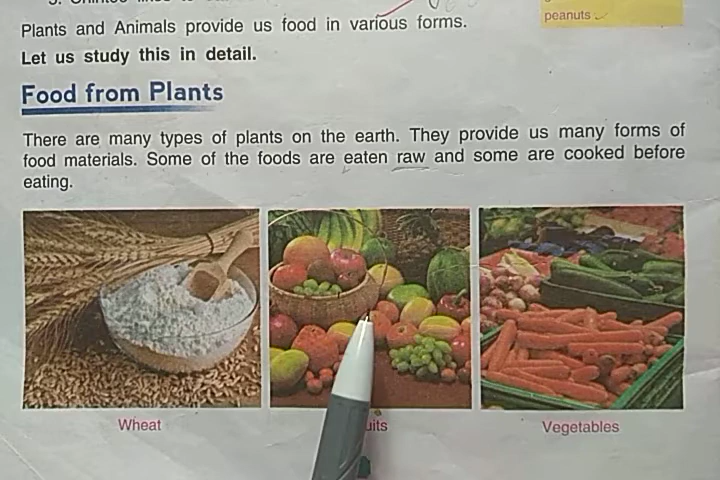 peanuts
Plants and Animals provide us food in various forms.
Let us study this in detail.
Food from Plants
There are many types of plants on the earth. They provide us many forms of
food materials. Some of the foods are eaten raw and some are cooked before
eating.
Wheat
Vegetables